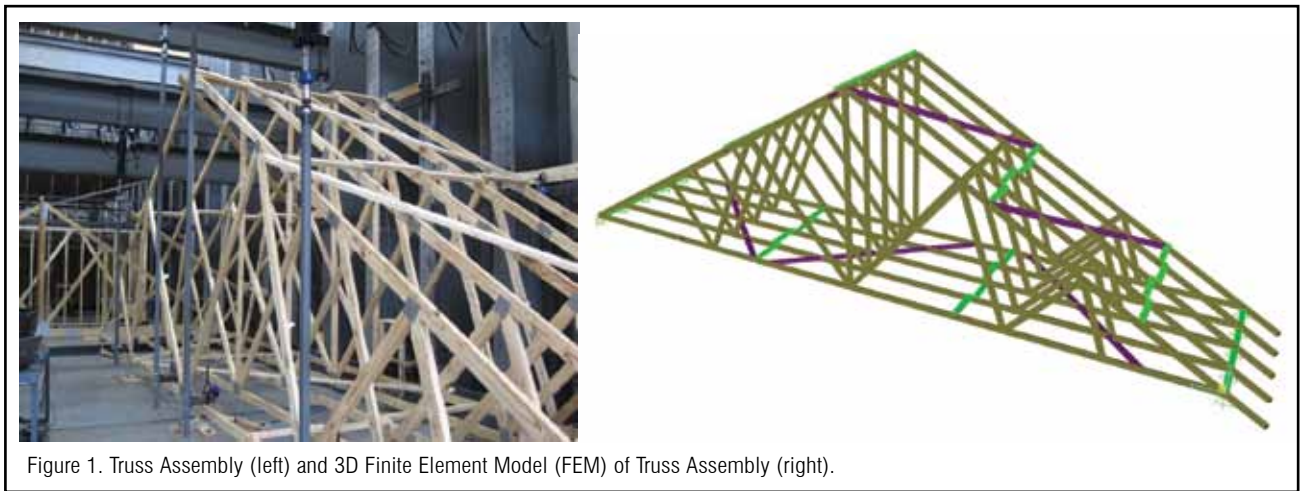 Figure 1. Truss Assembly (left) and 3D Finite Element Model (FEM) of Truss Assembly (right).